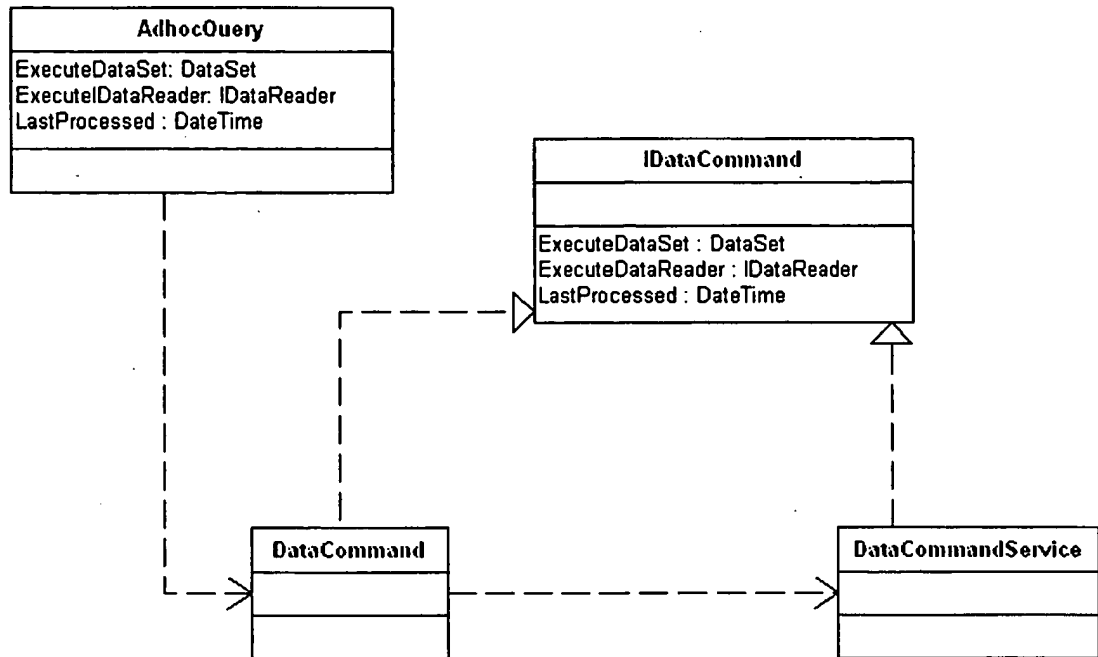 AdhocQuery
ExecuteDataSet: DataSet
ExecuteIDataReader: IDataReader
LastProcessed : DateTime
IDataCommand
ExecuteDataSet : DataSet
ExecuteDataReader : IDataReader
LastProcessed : DateTime
DataCommand
DataCommandService